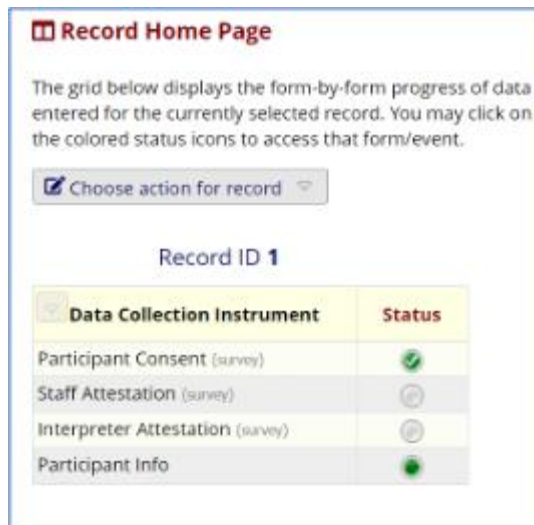 Record Home Page
The grid below displays the form-by-form progress of data
entered for the currently selected record. You may click on
the colored status icons to access that form/event.
Choose action for record
Record ID 1
Data Collection Instrument Status
Participant Consent (survey)
Staff Attestation (survey)
Interpreter Attestation (survey)
Participant Info